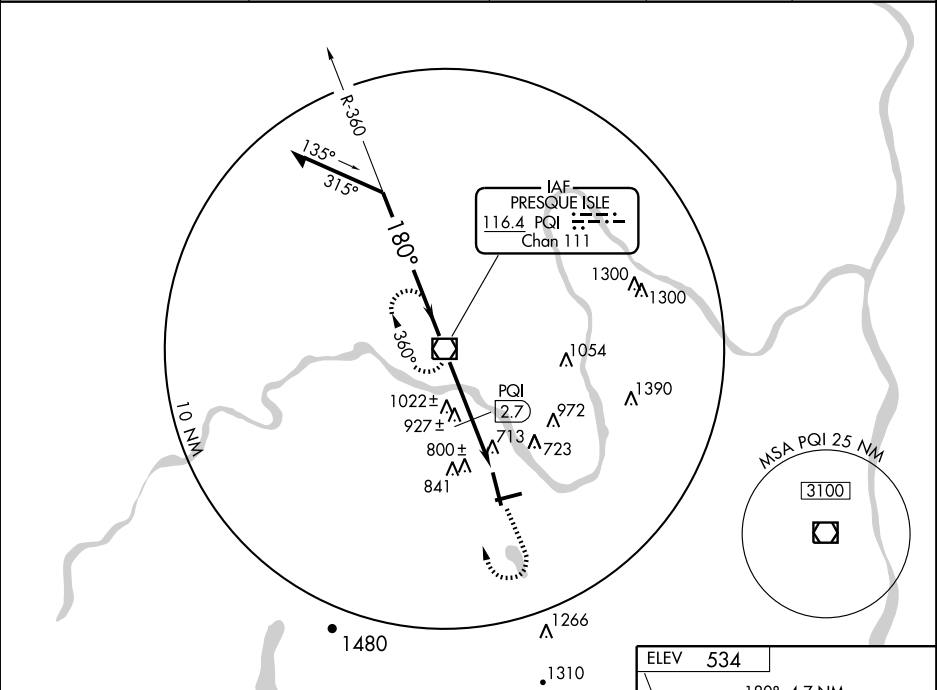 R-360
135°
315°
180°
IAF
PRESQUE ISLE
116.4 PQI
Chan 111
1300
1300
360°
1054
1390
PQI
2.7
1022±
927±
972
713
723
800±
841
10 NM
MSA PQI 25 NM
3100
1480
1266
1310
ELEV 534